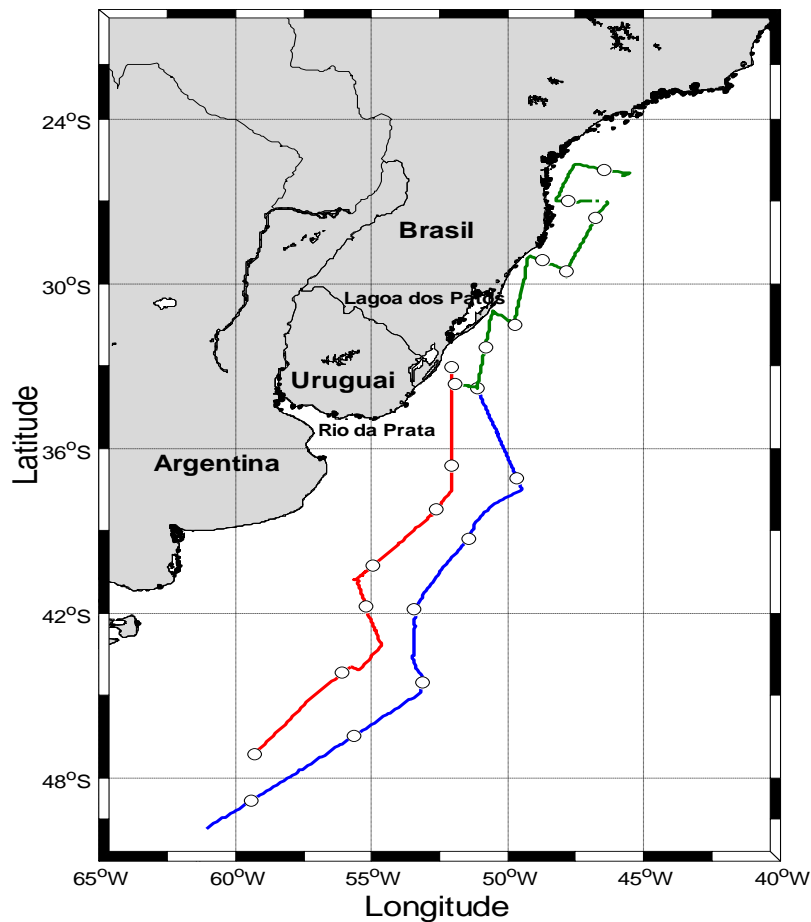 24°S
Brasil
30°S
Lagoa dos Patos
Uruguai
Rio da Prata
Latitude
36°S
Argentina
42°S
48°S
65°W 60°W 55°W 50°W 45°W 40°W
Longitude